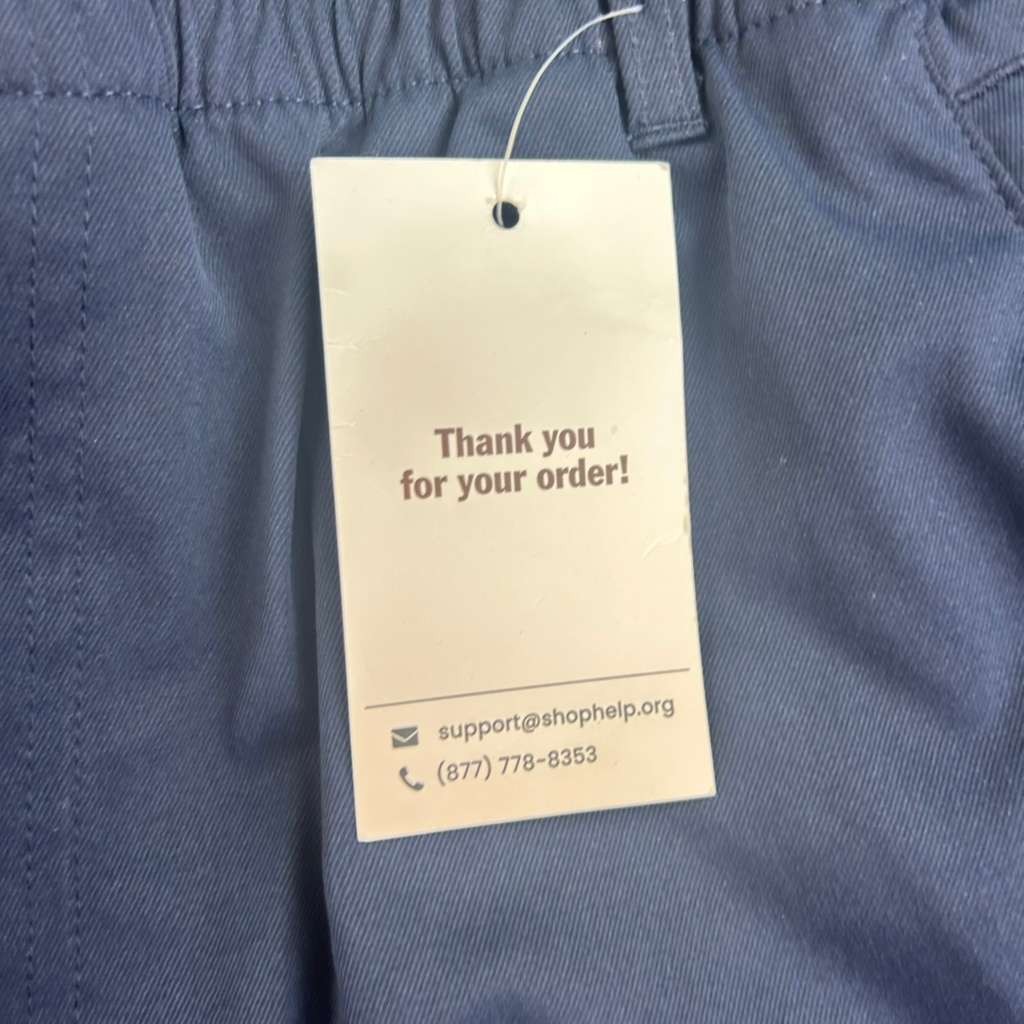 Thank you
for your order!
support@shophelp.org
(877) 778-8353